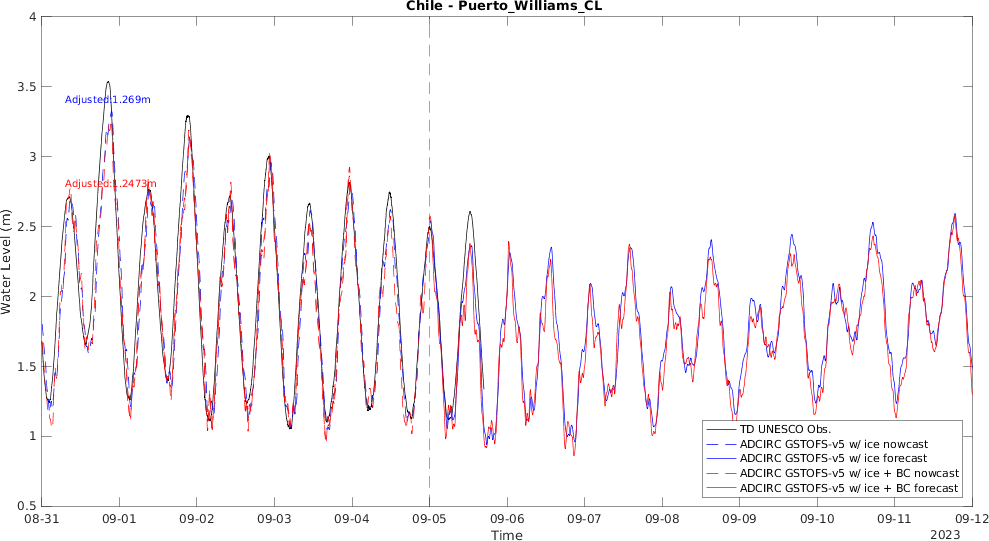 Chile - Puerto_Williams_CL
4
3.5
3
2.5
2
1.5
1
0.5
Water Level (m)
Adjusted:1.269m
Adjusted:1.2473m
TD UNESCO Obs.
ADCIRC GSTOFS-v5 w/ ice nowcast
ADCIRC GSTOFS-v5 w/ ice forecast
ADCIRC GSTOFS-v5 w/ ice + BC nowcast
ADCIRC GSTOFS-v5 w/ ice + BC forecast
08-31 09-01 09-02 09-03 09-04 09-05 09-06 09-07 09-08 09-09 09-10 09-11 09-12
Time
2023